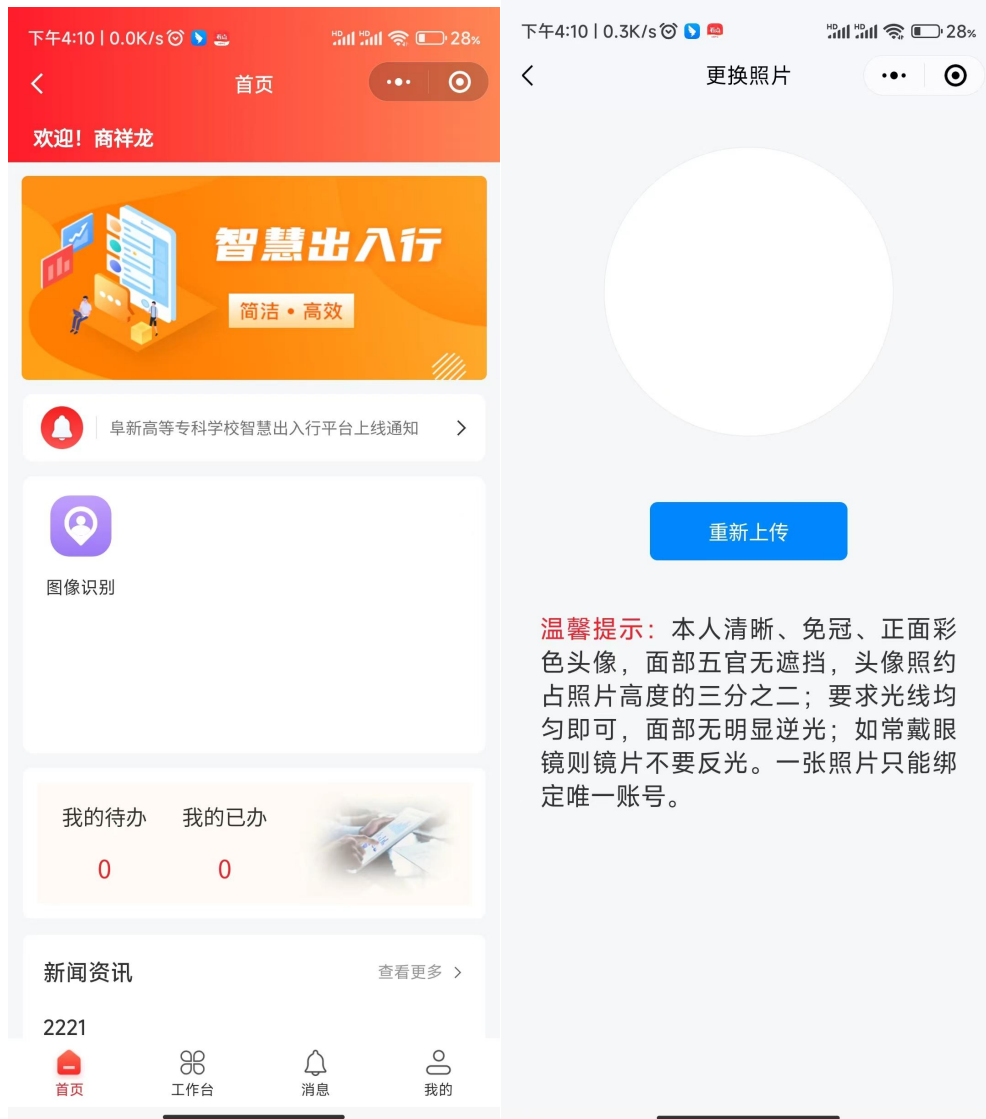 下午4:10 | 0.0K/s
HD HD 28%
首页
欢迎！商祥龙
智慧出入行
简洁·高效
阜新高等专科学校智慧出入行平台上线通知
图像识别
我的待办 我的已办
0 0
新闻资讯 查看更多
2221
首页 工作台 消息 我的
下午4:10 | 0.3K/s
HD HD 28%
更换照片
重新上传
温馨提示：本人清晰、免冠、正面彩
色头像，面部五官无遮挡，头像照约
占照片高度的三分之二；要求光线均
匀即可，面部无明显逆光；如常戴眼
镜则镜片不要反光。一张照片只能绑
定唯一账号。